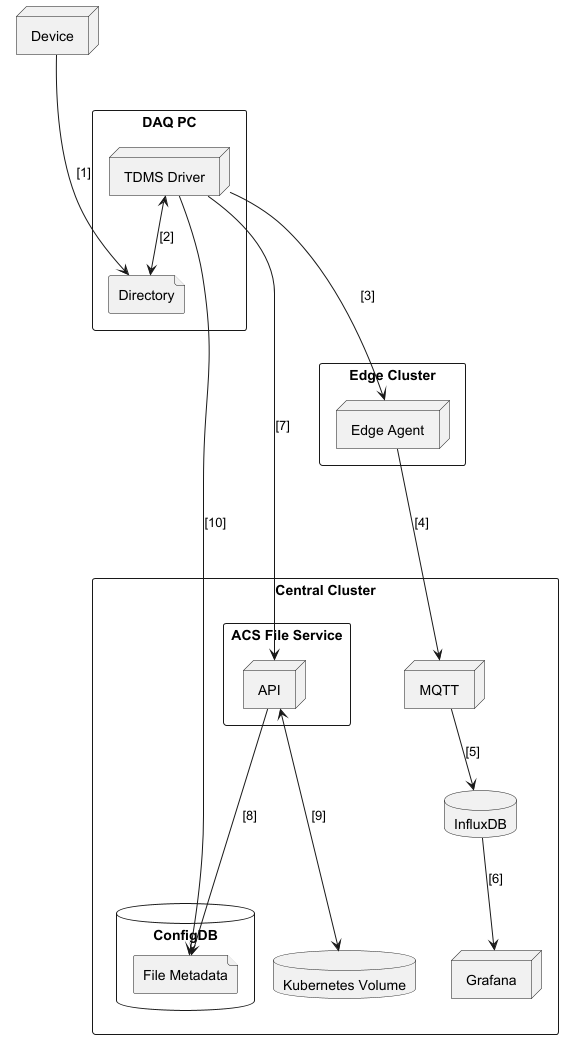 Device
[1]
DAQ PC
TDMS Driver
[2]
Directory
[3]
Edge Cluster
Edge Agent
[7]
[4]
[10]
Central Cluster
ACS File Service
API
MQTT
[5]
InfluxDB
[8]
[9]
[6]
ConfigDB
File Metadata
Kubernetes Volume
Grafana